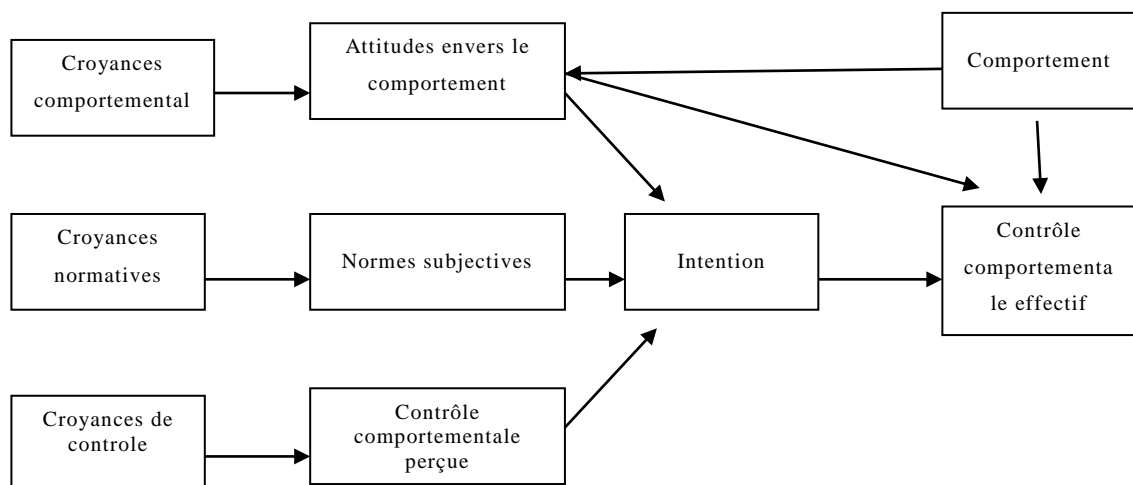 Croyances
comportemental
Attitudes envers le
comportement
Comportement
Croyances
normatives
Normes subjectives
Intention
Contrôle
comportementa
le effectif
Croyances de
controle
Contrôle
comportementale
perçue